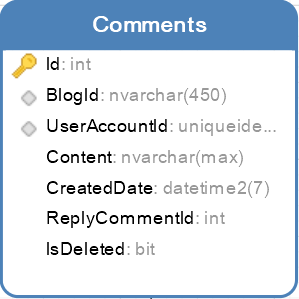 Comments
Id: int
BlogId: nvarchar(450)
UserAccountId: uniqueide...
Content: nvarchar(max)
CreatedDate: datetime2(7)
ReplyCommentId: int
IsDeleted: bit